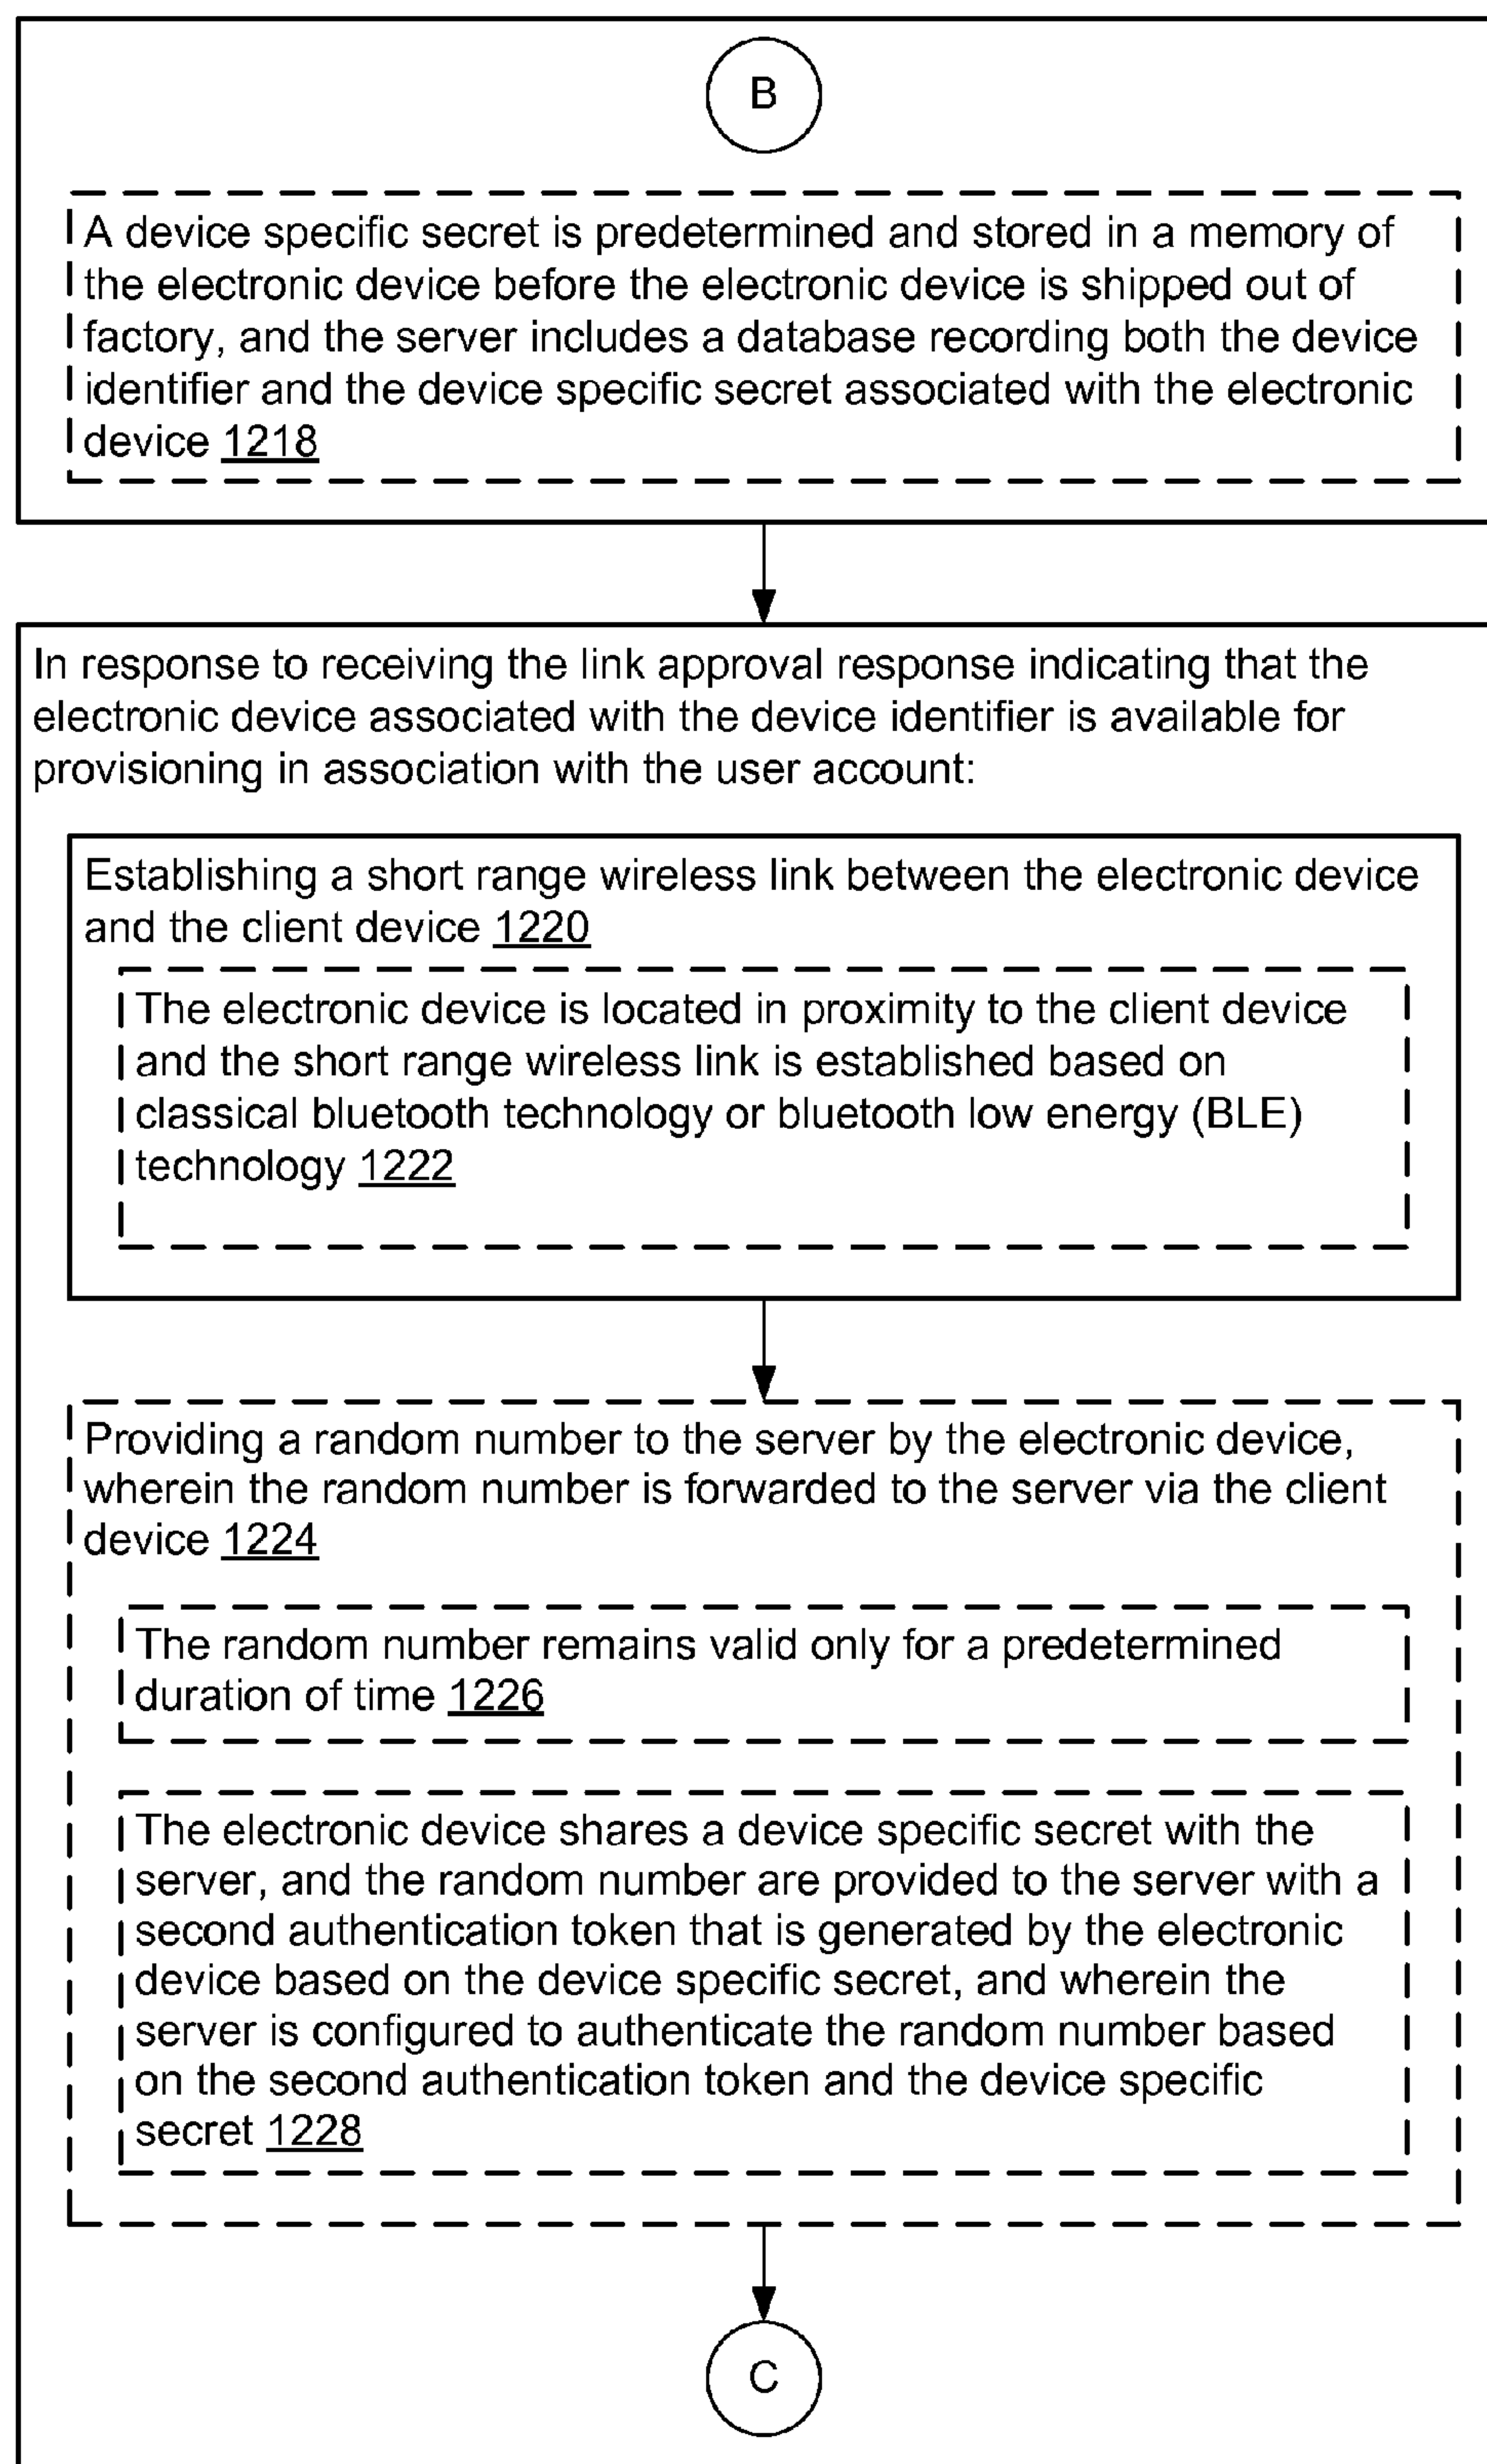 B
A device specific secret is predetermined and stored in a memory of
the electronic device before the electronic device is shipped out of
factory, and the server includes a database recording both the device
identifier and the device specific secret associated with the electronic
device 1218
In response to receiving the link approval response indicating that the
electronic device associated with the device identifier is available for
provisioning in association with the user account:
Establishing a short range wireless link between the electronic device
and the client device 1220
The electronic device is located in proximity to the client device
and the short range wireless link is established based on
classical bluetooth technology or bluetooth low energy (BLE)
technology 1222
Providing a random number to the server by the electronic device,
wherein the random number is forwarded to the server via the client
device 1224
The random number remains valid only for a predetermined
duration of time 1226
The electronic device shares a device specific secret with the
server, and the random number are provided to the server with a
second authentication token that is generated by the electronic
device based on the device specific secret, and wherein the
server is configured to authenticate the random number based
on the second authentication token and the device specific
secret 1228
C